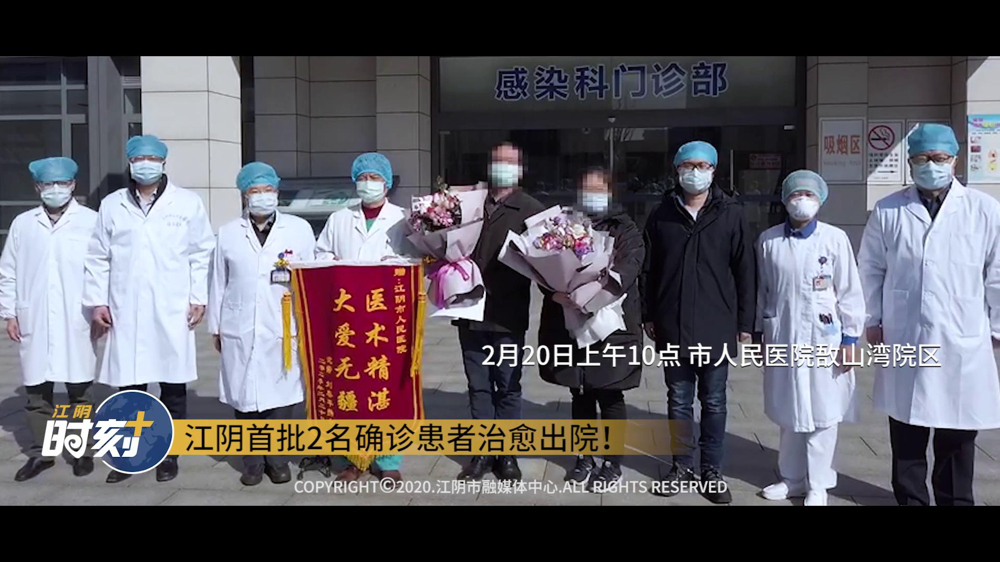 感染科门诊部
吸烟区
Smoking Area
赠：江阴市人民医院
医术精湛
大爱无疆
2月20日上午10点 市人民医院敔山湾院区
江阴
时刻+
江阴首批2名确诊患者治愈出院！
COPYRIGHT©2020.江阴市融媒体中心.ALL RIGHTS RESERVED